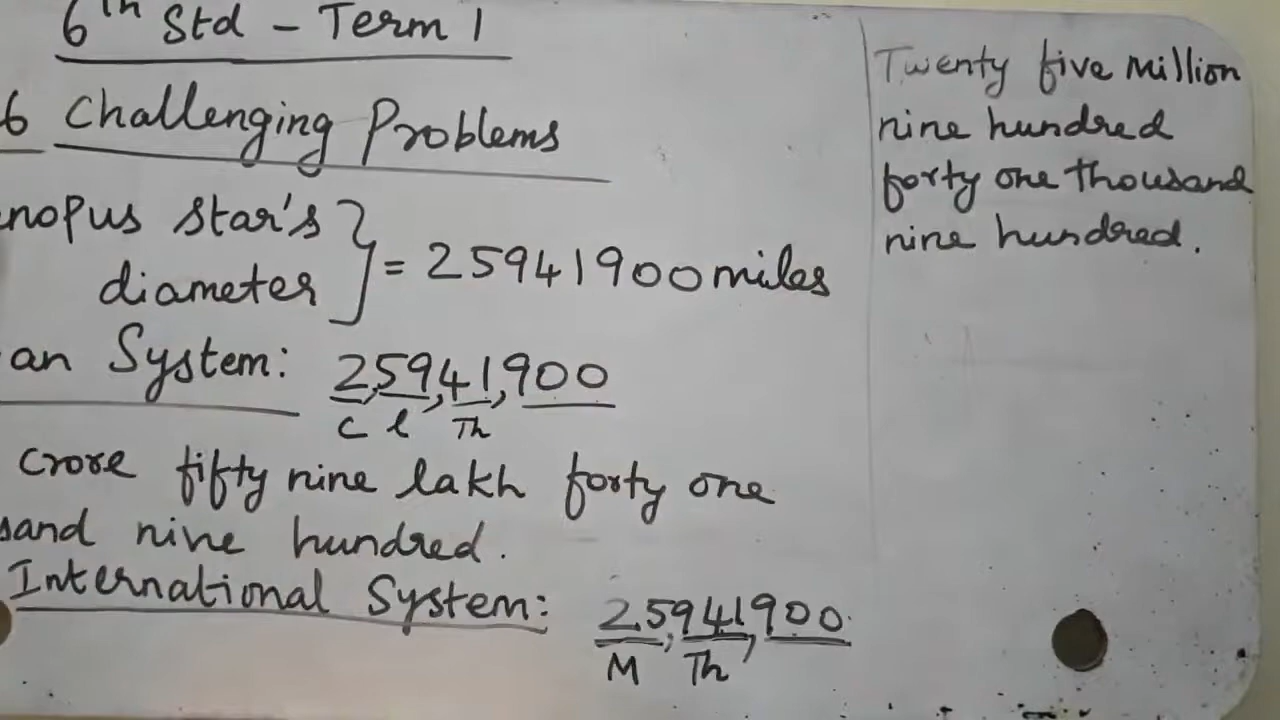 6th Std - Term 1
6 Challenging Problems
nopus star's
diameter } = 25941900 miles
an System: 2,59,41,900
C l Th
crore fifty nine lakh forty one
sand nine hundred.
International System: 25,941,900.
M Th
Twenty five Million
nine hundred
forty one thousand
nine hundred.